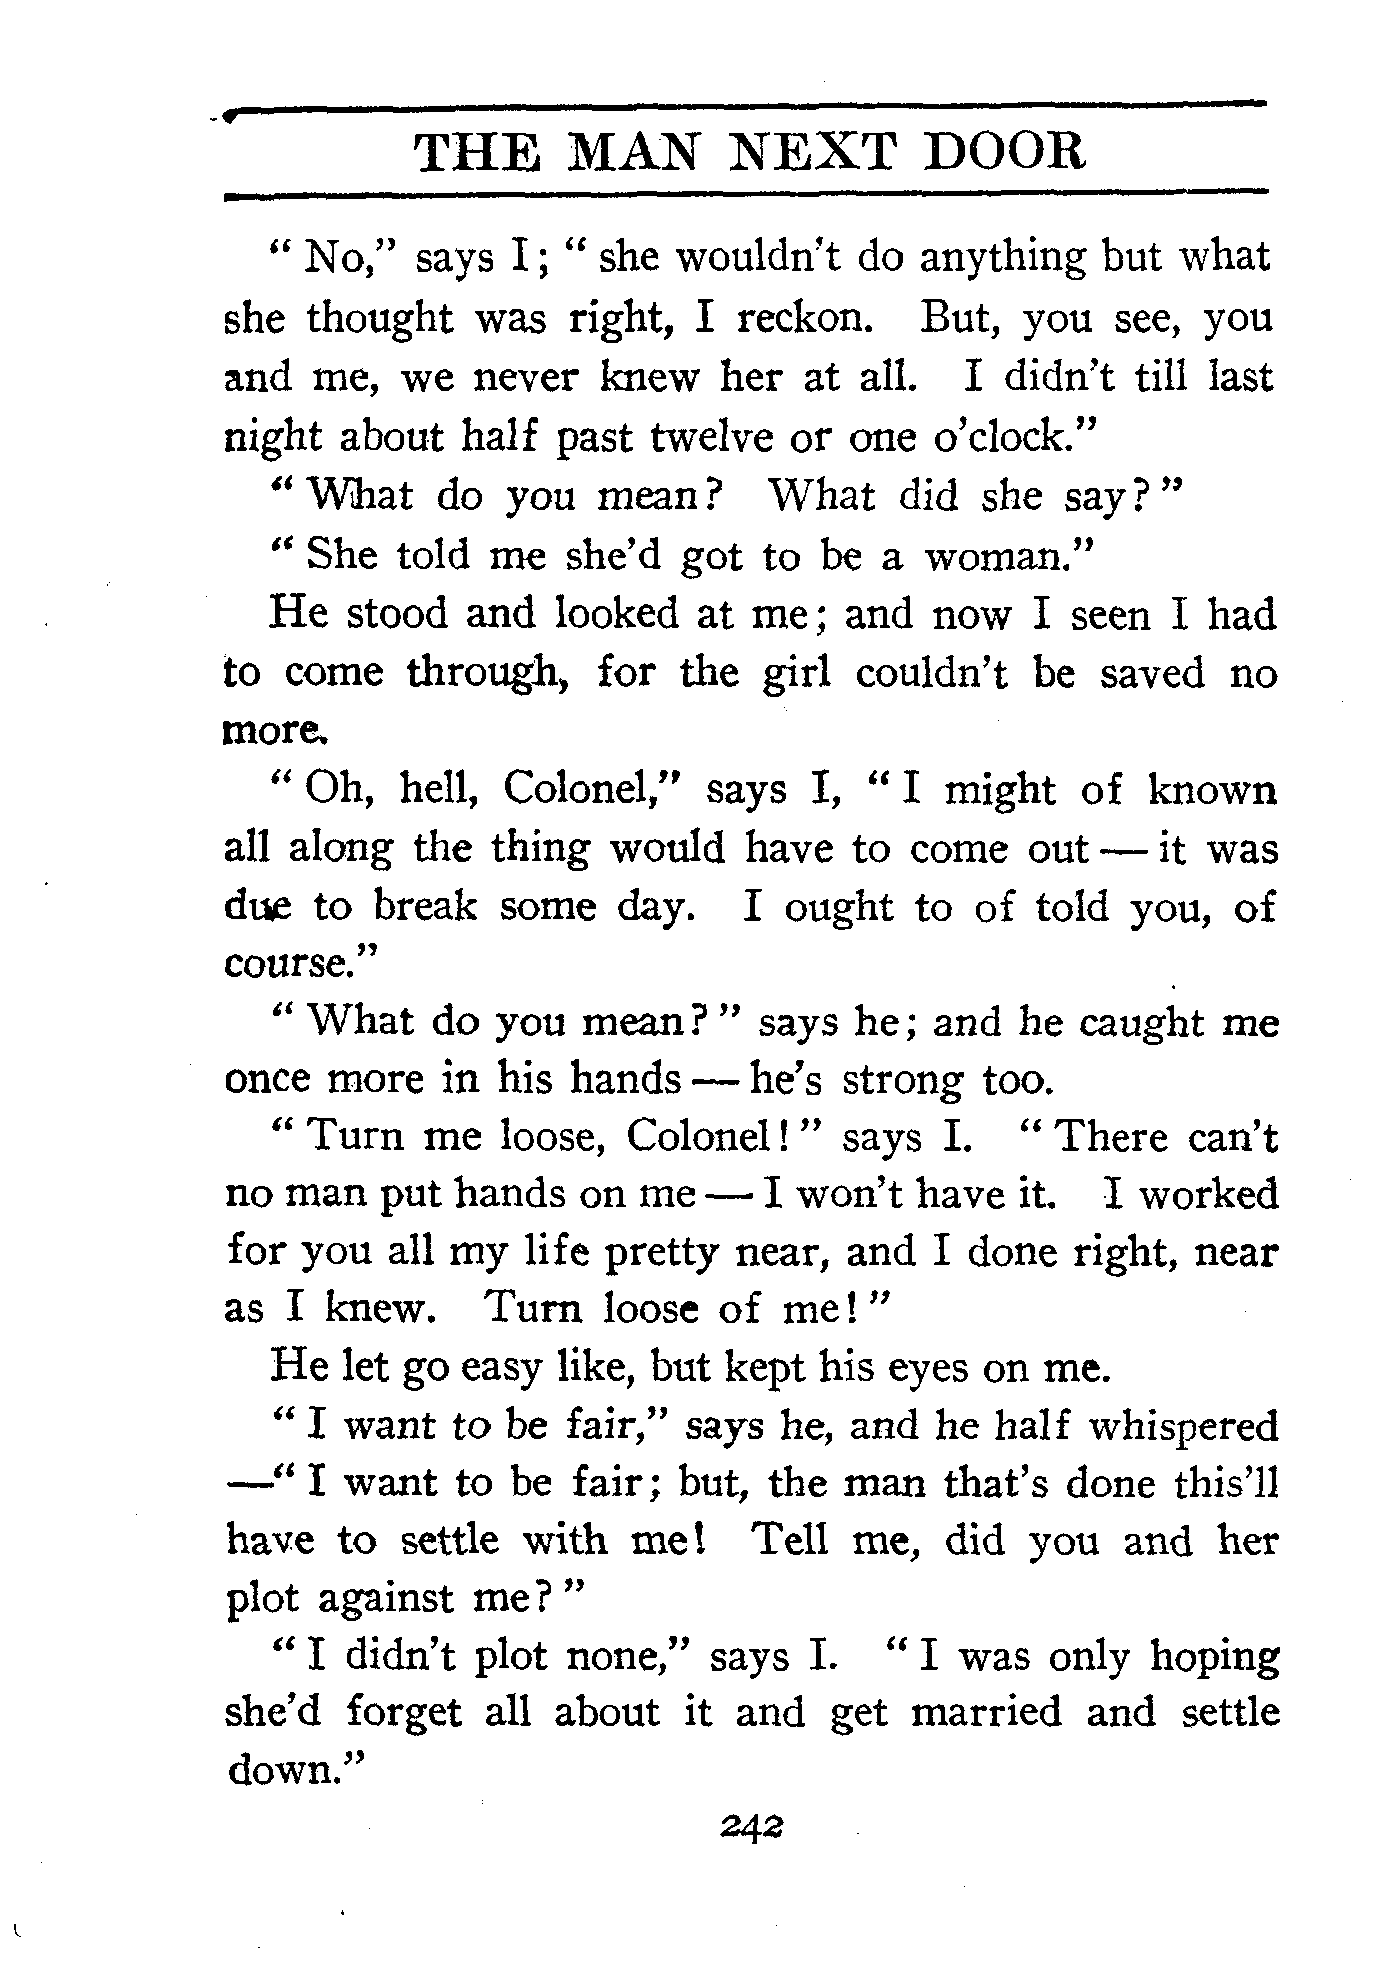 THE MAN NEXT DOOR
" No," says I; " she wouldn't do anything but what
she thought was right, I reckon. But, you see, you
and me, we never knew her at all. I didn't till last
night about half past twelve or one o'clock."
" What do you mean? What did she say? "
" She told me she'd got to be a woman."
He stood and looked at me; and now I seen I had
to come through, for the girl couldn't be saved no
more.
" Oh, hell, Colonel," says I, " I might of known
all along the thing would have to come out — it was
due to break some day. I ought to of told you, of
course."
" What do you mean? " says he; and he caught me
once more in his hands — he's strong too.
" Turn me loose, Colonel! " says I. " There can't
no man put hands on me — I won't have it. I worked
for you all my life pretty near, and I done right, near
as I knew. Turn loose of me! "
He let go easy like, but kept his eyes on me.
" I want to be fair," says he, and he half whispered
—" I want to be fair; but, the man that's done this'll
have to settle with me! Tell me, did you and her
plot against me? "
" I didn't plot none," says I. " I was only hoping
she'd forget all about it and get married and settle
down."
242